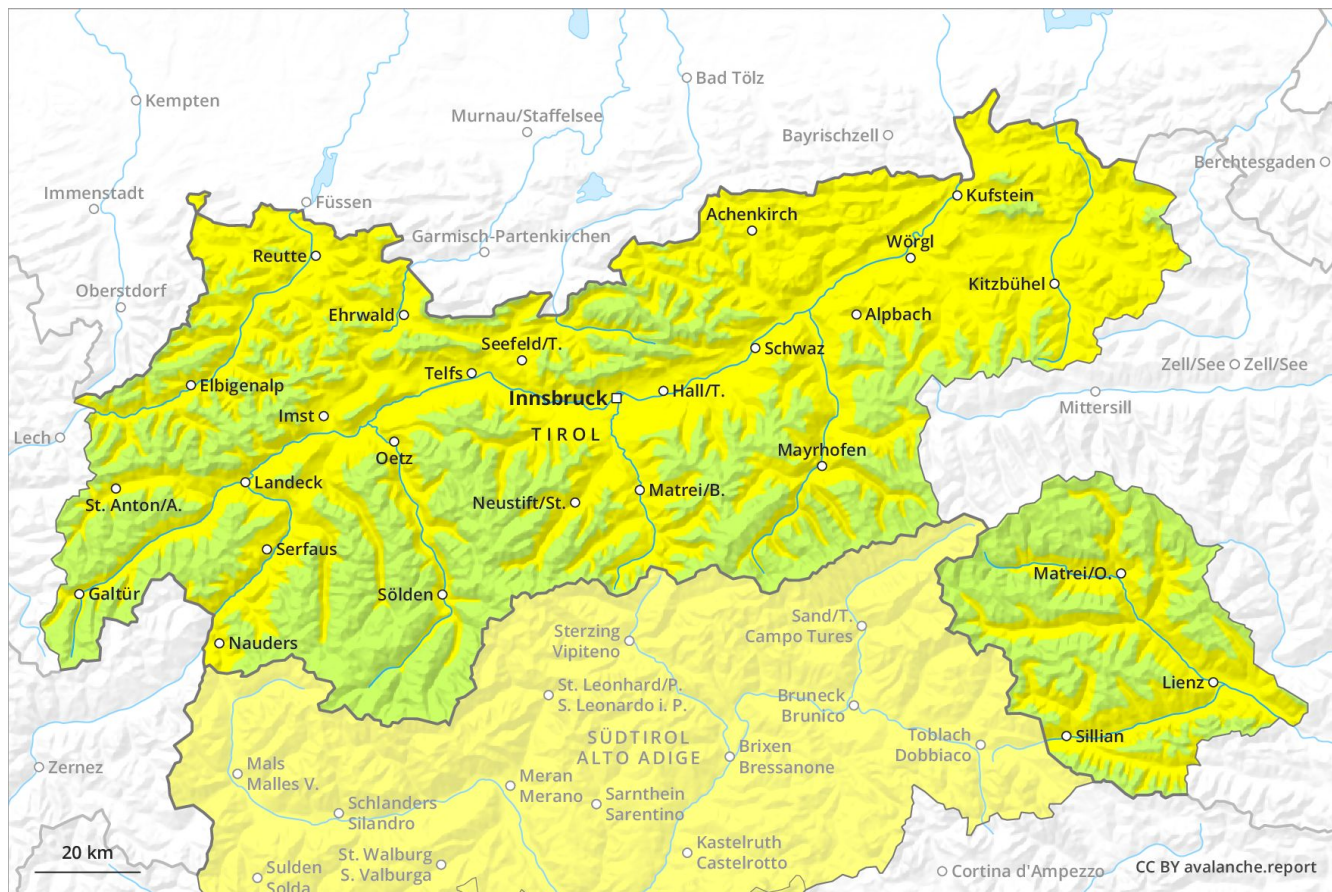 Kempten
Bad Tölz
Murnau/Staffelsee
Bayrischzell
Berchtesgaden
Immenstadt
Füssen
Kufstein
Achenkirch
Garmisch-Partenkirchen
Wörgl
Reutte
Kitzbühel
Oberstdorf
Ehrwald
Alpbach
Seefeld/T.
Schwaz
Zell/See
Zell/See
Telfs
Elbigenalp
Hall/T.
Innsbruck
Mittersill
Imst
Lech
TIROL
Mayrhofen
Oetz
Landeck
Matrei/B.
St. Anton/A.
Neustift/St.
Serfaus
Matrei/O.
Galtür
Sölden
Sand/T.
Campo Tures
Sterzing
Vipiteno
Nauders
Lienz
St. Leonhard/P.
S. Leonardo i. P.
Bruneck
Brunico
SÜDTIROL
ALTO ADIGE
Toblach
Dobbiaco
Sillian
Brixen
Bressanone
Zernez
Mals
Malles V.
Meran
Merano
Schlanders
Silandro
Sarnthein
Sarentino
20 km
St. Walburg
S. Valburga
Kastelruth
Castelrotto
Sulden
Solda
Cortina d'Ampezzo
CC BY avalanche.report